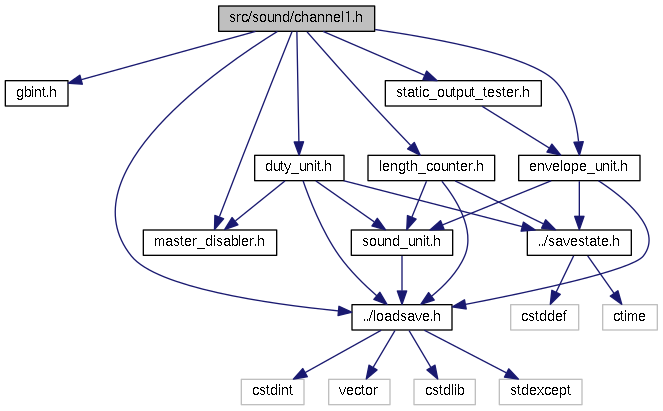 src/sound/channel1.h
gbint.h
static_output_tester.h
duty_unit.h
length_counter.h
envelope_unit.h
master_disabler.h
sound_unit.h
../savestate.h
../loadsave.h
cstddef
ctime
cstdint
vector
cstdlib
stdexcept